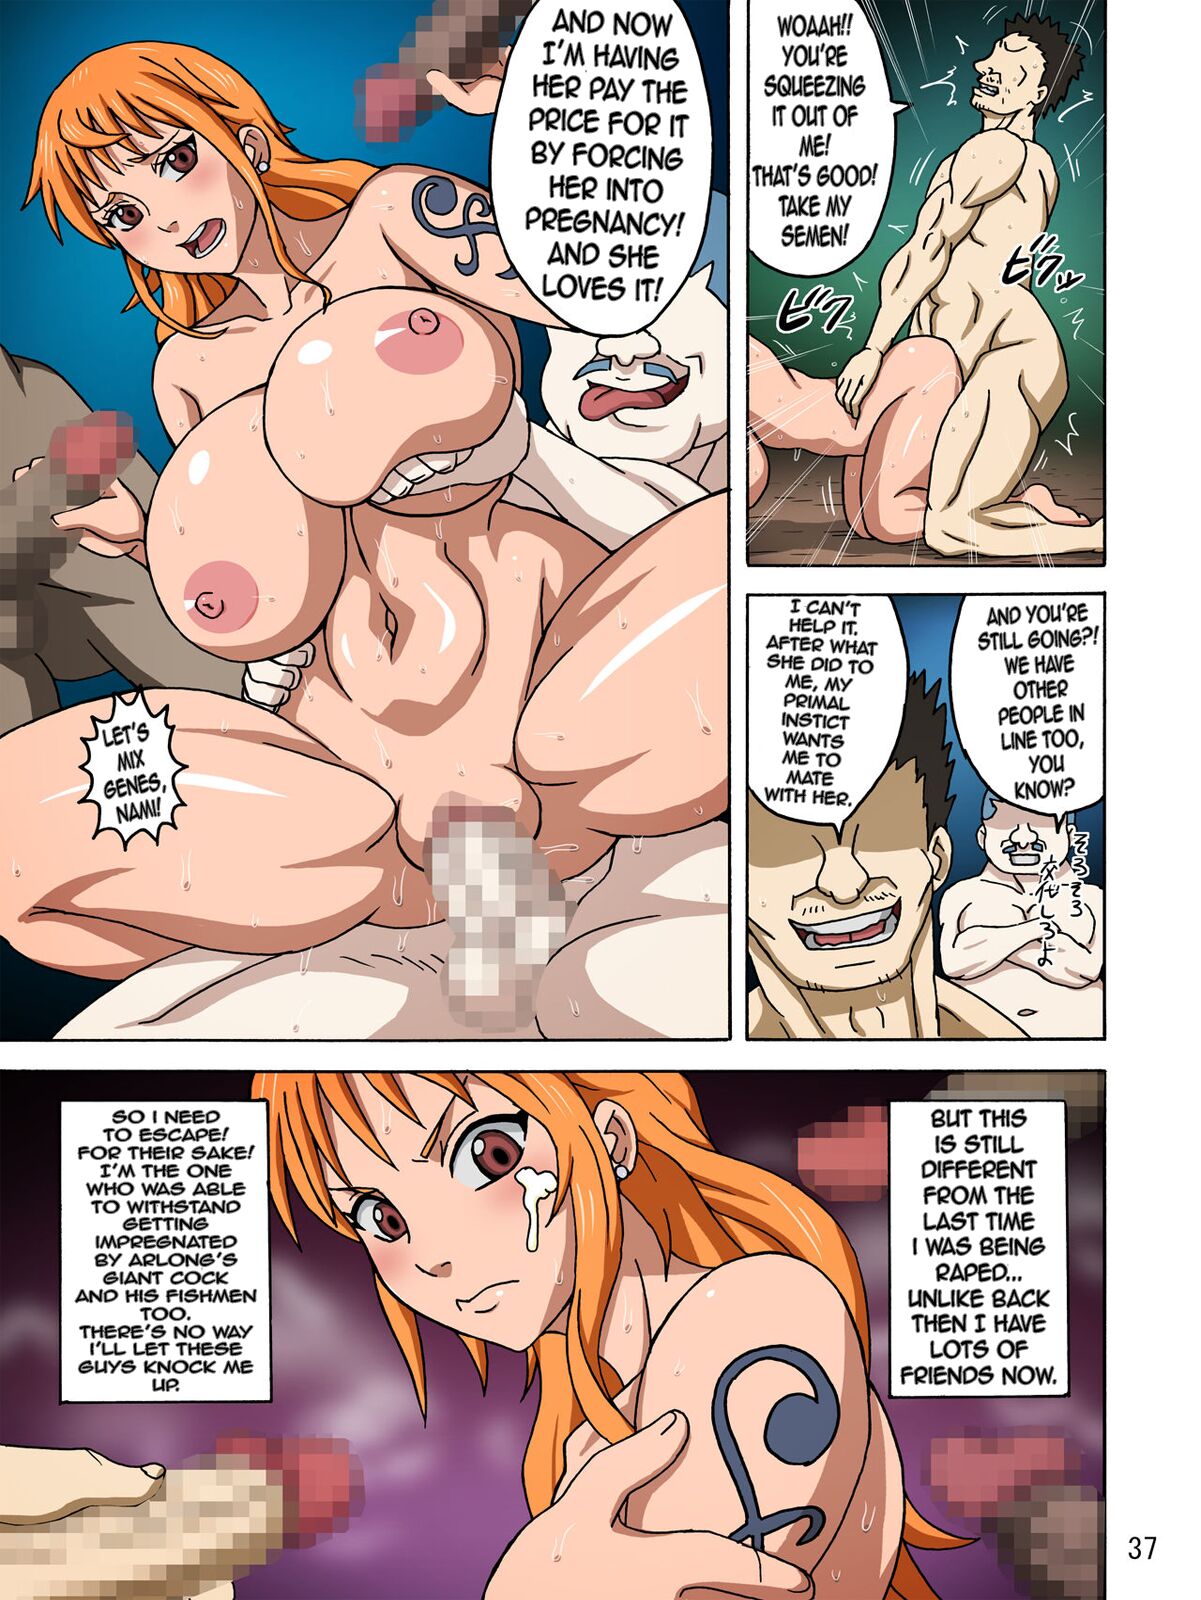 WOAAH!!
YOU'RE
SQUEEZING
IT OUT OF
ME!
THAT'S GOOD!
TAKE MY
SEMEN!
ビクッ
ビク
AND YOU'RE
STILL GOING?!
WE HAVE
OTHER
PEOPLE IN
LINE TOO,
YOU
KNOW?
そろそろ
交代しろよ
I CAN'T
HELP IT.
AFTER WHAT
SHE DID TO
ME, MY
PRIMAL
INSTICT
WANTS
ME TO
MATE
WITH HER.
AND NOW
I'M HAVING
HER PAY THE
PRICE FOR IT
BY FORCING
HER INTO
PREGNANCY!
AND SHE
LOVES IT!
LET'S
MIX
GENES,
NAMI!
BUT THIS
IS STILL
DIFFERENT
FROM THE
LAST TIME
I WAS BEING
RAPED...
UNLIKE BACK
THEN I HAVE
LOTS OF
FRIENDS NOW.
SO I NEED
TO ESCAPE!
FOR THEIR SAKE!
I'M THE ONE
WHO WAS ABLE
TO WITHSTAND
GETTING
IMPREGNATED
BY ARLONG'S
GIANT COCK
AND HIS FISHMEN
TOO.
THERE'S NO WAY
I'LL LET THESE
GUYS KNOCK ME
UP.
37